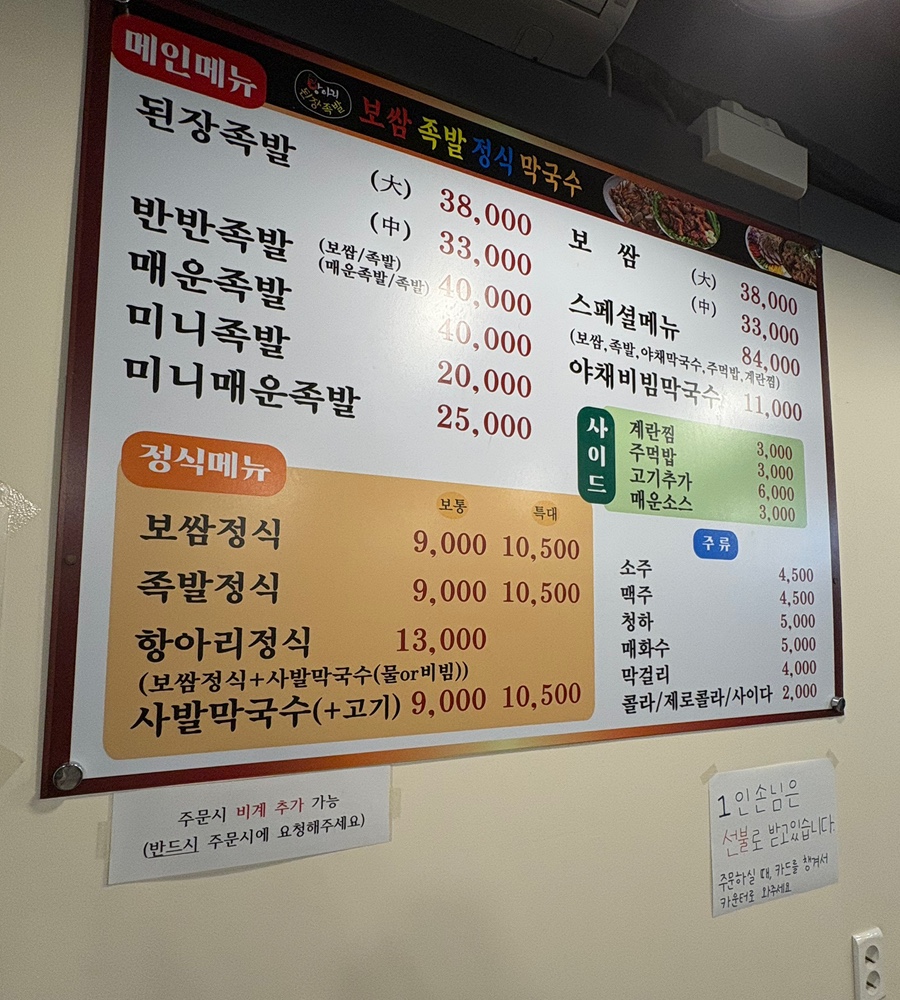 메인메뉴
항아리
된장족발
보쌈 족발 정식 막국수
된장족발
(大) 38,000
(中) 33,000
반반족발 (보쌈/족발)
(매운족발/족발) 40,000
매운족발 40,000
미니족발 20,000
미니매운족발 25,000
보 쌈
(大) 38,000
(中) 33,000
스페셜메뉴 84,000
(보쌈,족발,야채막국수,주먹밥,계란찜)
야채비빔막국수 11,000
사이드
계란찜 3,000
주먹밥 3,000
고기추가 6,000
매운소스 3,000
정식메뉴
보통 특대
보쌈정식 9,000 10,500
족발정식 9,000 10,500
항아리정식 13,000
(보쌈정식+사발막국수(물or비빔))
사발막국수(+고기) 9,000 10,500
주류
소주 4,500
맥주 4,500
청하 5,000
매화수 5,000
막걸리 4,000
콜라/제로콜라/사이다 2,000
주문시 비계 추가 가능
(반드시 주문시에 요청해주세요)
1인손님은
선불로 받고있습니다.
주문하실 때, 카드를 챙겨서
카운터로 와주세요